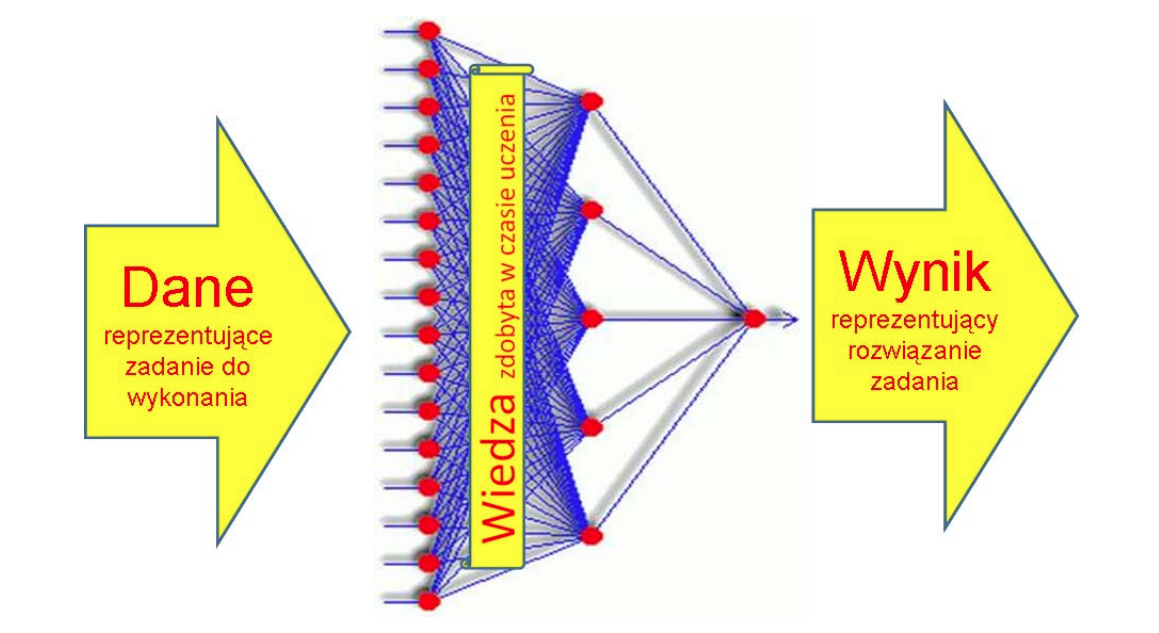 Dane
reprezentujące
zadanie do
wykonania
Wiedza zdobyta w czasie uczenia
Wynik
reprezentujący
rozwiązanie
zadania